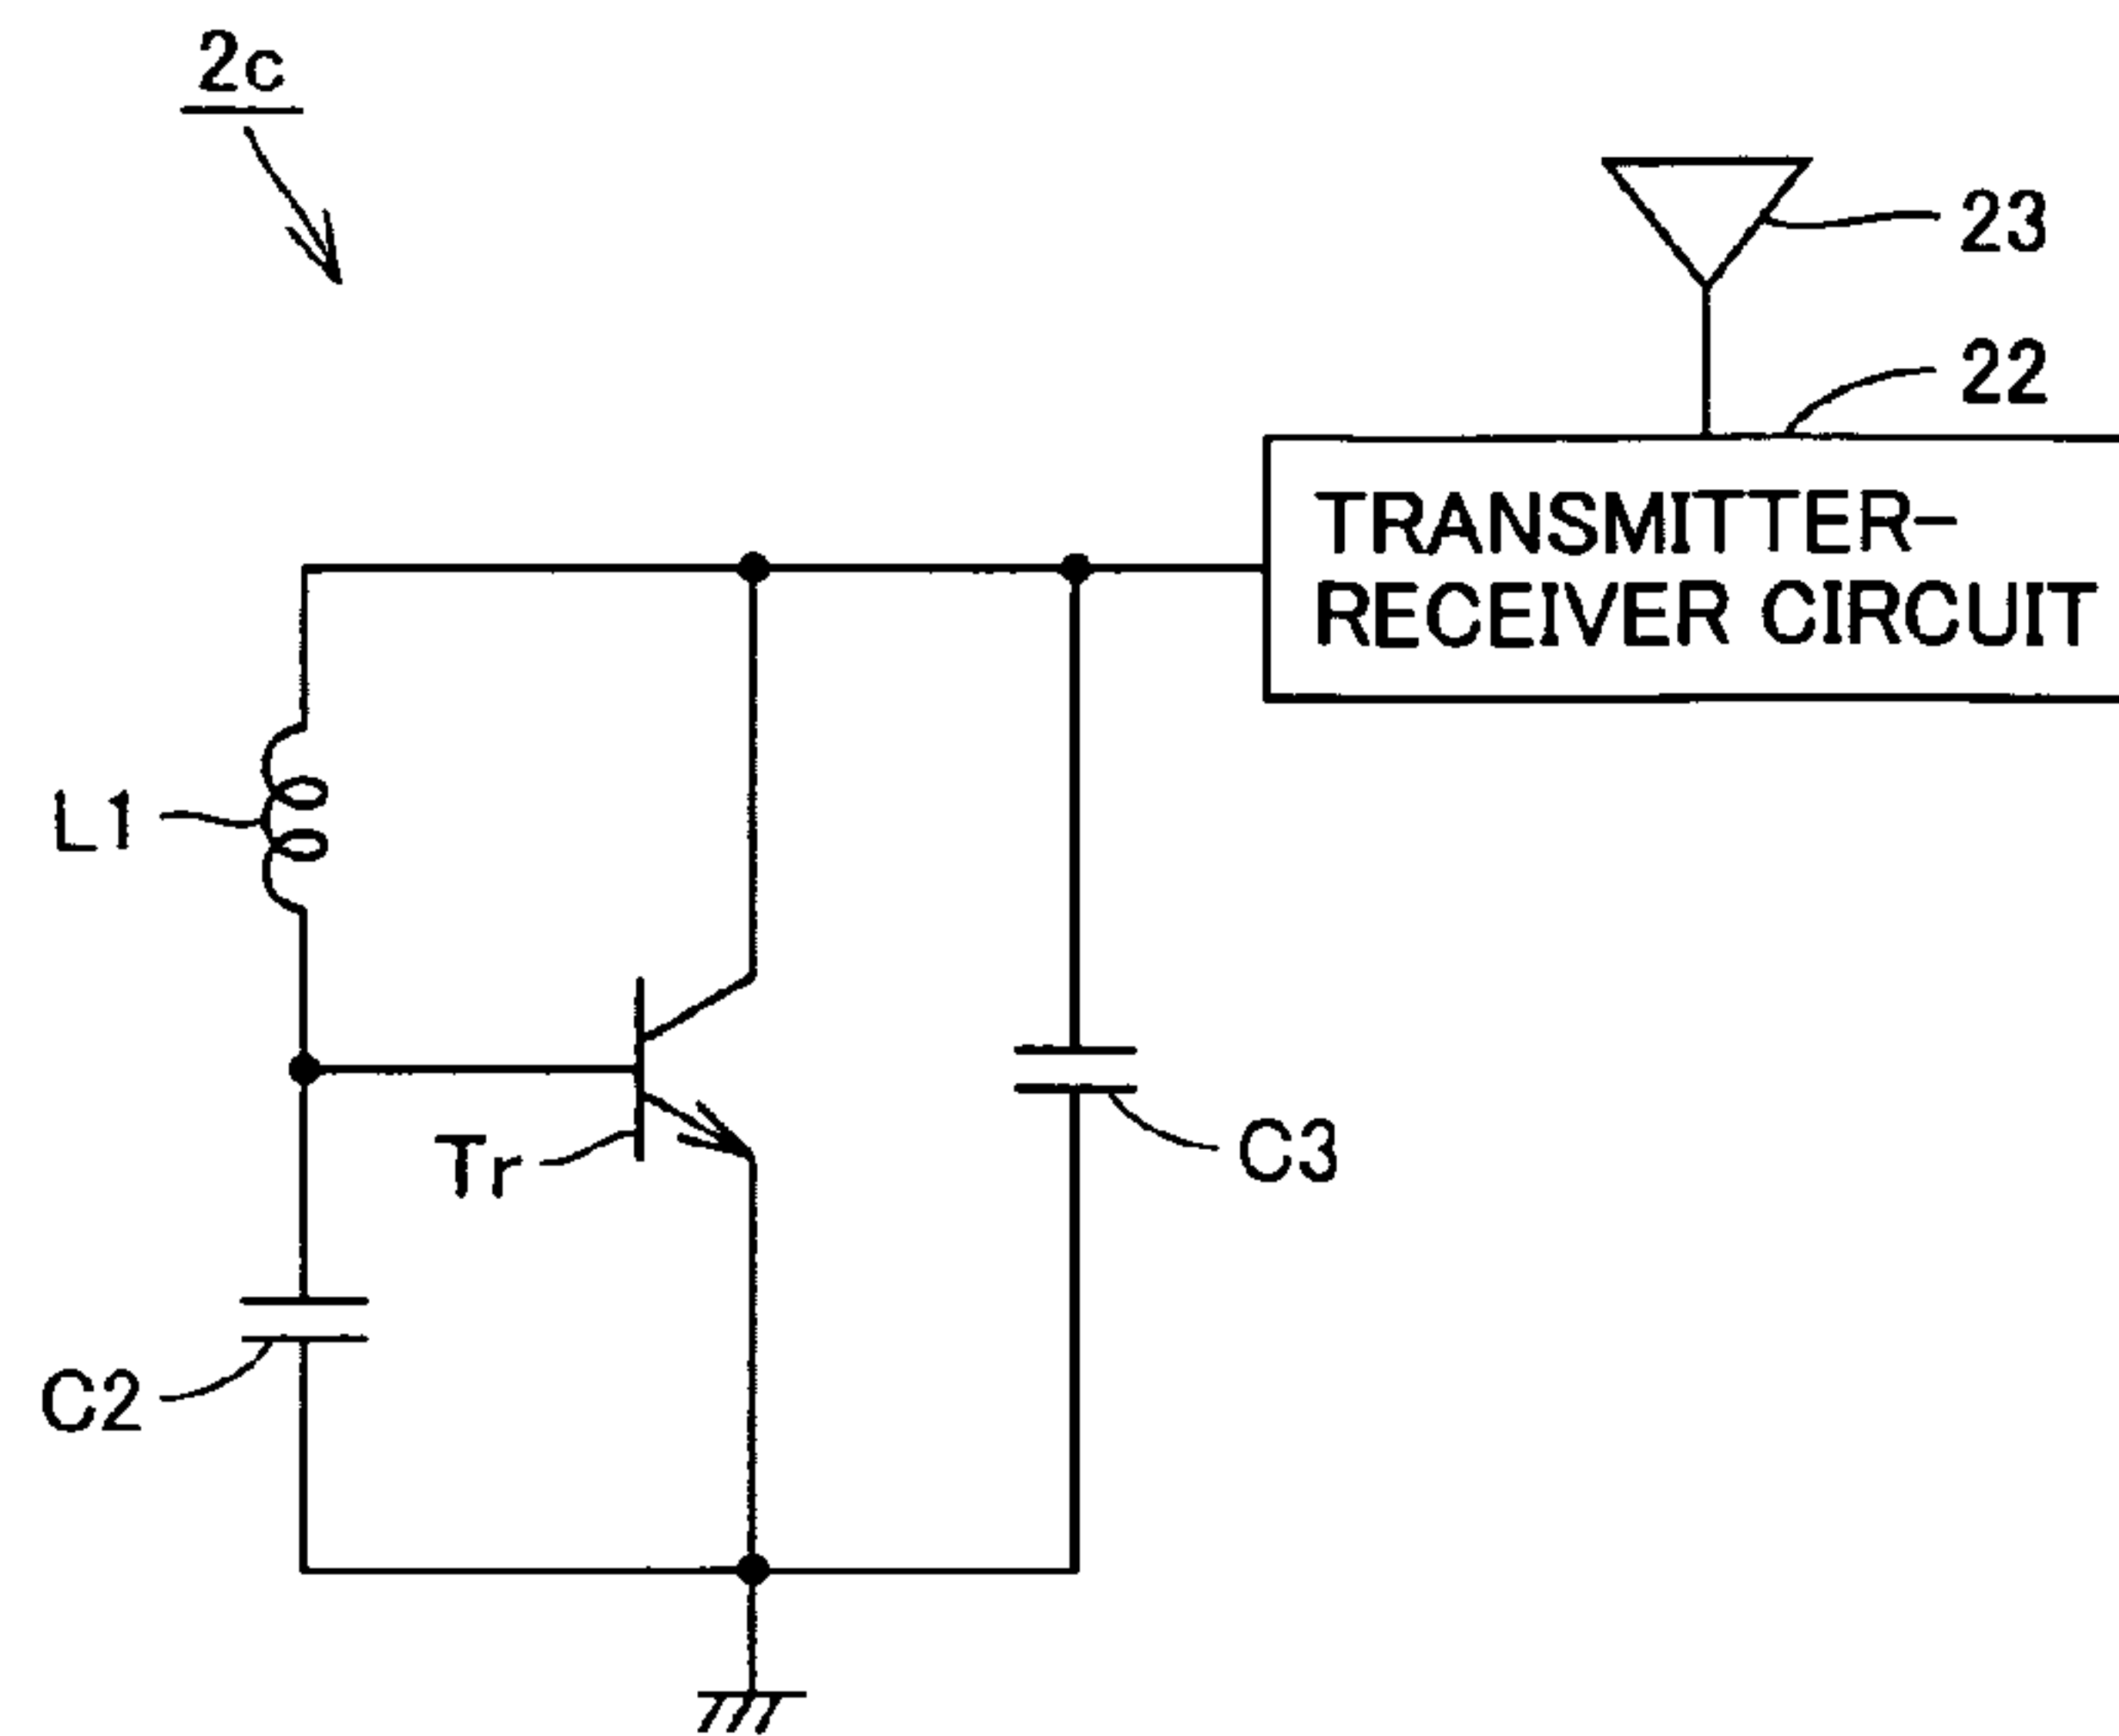 2c
23
22
TRANSMITTER-
RECEIVER CIRCUIT
L1
Tr
C3
C2